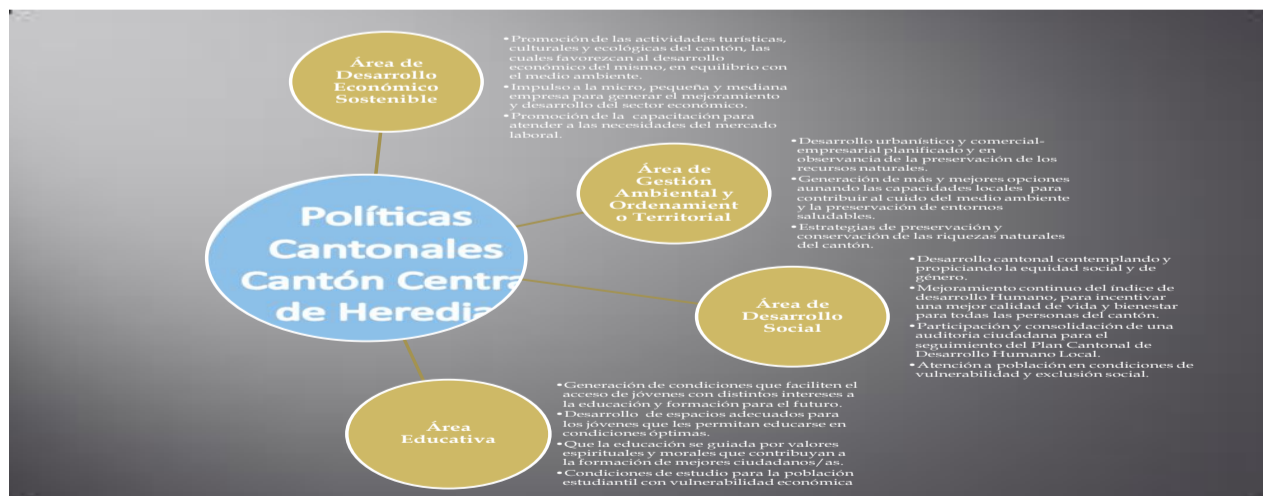 Políticas
Cantonales
Cantón Centra
de Heredia
Área de
Desarrollo
Económico
Sostenible
•Promoción de las actividades turísticas,
culturales y ecológicas del cantón, las
cuales favorezcan al desarrollo
económico del mismo, en equilibrio con
el medio ambiente.
•Impulso a la micro, pequeña y mediana
empresa para generar el mejoramiento
y desarrollo del sector económico.
•Promoción de la capacitación para
atender a las necesidades del mercado
laboral.
Área de
Gestión
Ambiental y
Ordenamient
o Territorial
•Desarrollo urbanístico y comercial-
empresarial planificado y en
observancia de la preservación de los
recursos naturales.
•Generación de más y mejores opciones
aunando las capacidades locales para
contribuir al cuido del medio ambiente
y la preservación de entornos
saludables.
•Estrategias de preservación y
conservación de las riquezas naturales
del cantón.
Área de
Desarrollo
Social
•Desarrollo cantonal contemplando y
propiciando la equidad social y de
género.
•Mejoramiento continuo del índice de
desarrollo Humano, para incentivar
una mejor calidad de vida y bienestar
para todas las personas del cantón.
•Participación y consolidación de una
auditoria ciudadana para el
seguimiento del Plan Cantonal de
Desarrollo Humano Local.
•Atención a población en condiciones de
vulnerabilidad y exclusión social.
Área
Educativa
•Generación de condiciones que faciliten el
acceso de jóvenes con distintos intereses a
la educación y formación para el futuro.
•Desarrollo de espacios adecuados para
los jóvenes que les permitan educarse en
condiciones óptimas.
•Que la educación se guiada por valores
espirituales y morales que contribuyan a
la formación de mejores ciudadanos/as.
•Condiciones de estudio para la población
estudiantil con vulnerabilidad económica